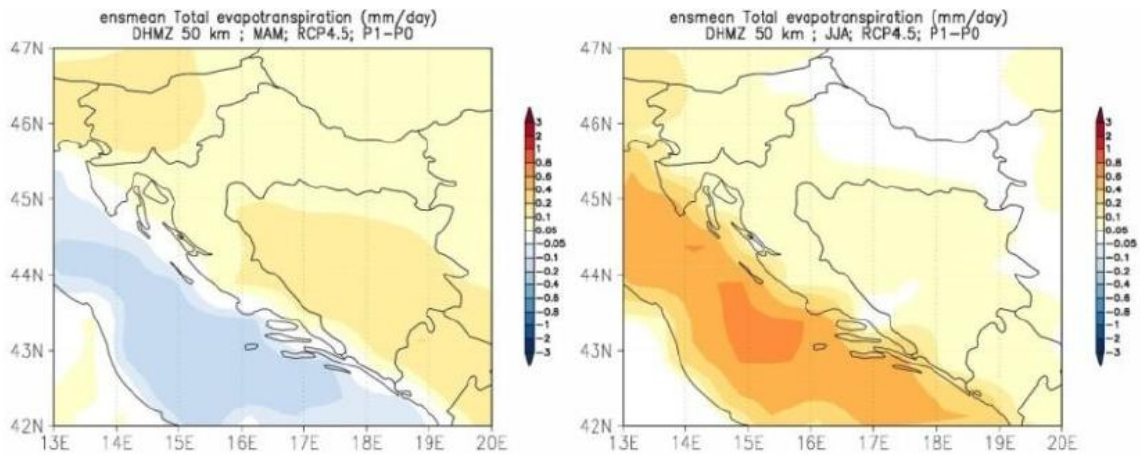 ensmean Total evapotranspiration (mm/day)
DHMZ 50 km ; MAM; RCP4.5; P1-P0
47N
46N
45N
44N
43N
42N
13E 14E 15E 16E 17E 18E 19E 20E
3
2
1
0.8
0.6
0.4
0.2
0.1
0.05
-0.05
-0.1
-0.2
-0.4
-0.6
-0.8
-1
-2
-3
ensmean Total evapotranspiration (mm/day)
DHMZ 50 km ; JJA; RCP4.5; P1-P0
47N
46N
45N
44N
43N
42N
13E 14E 15E 16E 17E 18E 19E 20E
3
2
1
0.8
0.6
0.4
0.2
0.1
0.05
-0.05
-0.1
-0.2
-0.4
-0.6
-0.8
-1
-2
-3